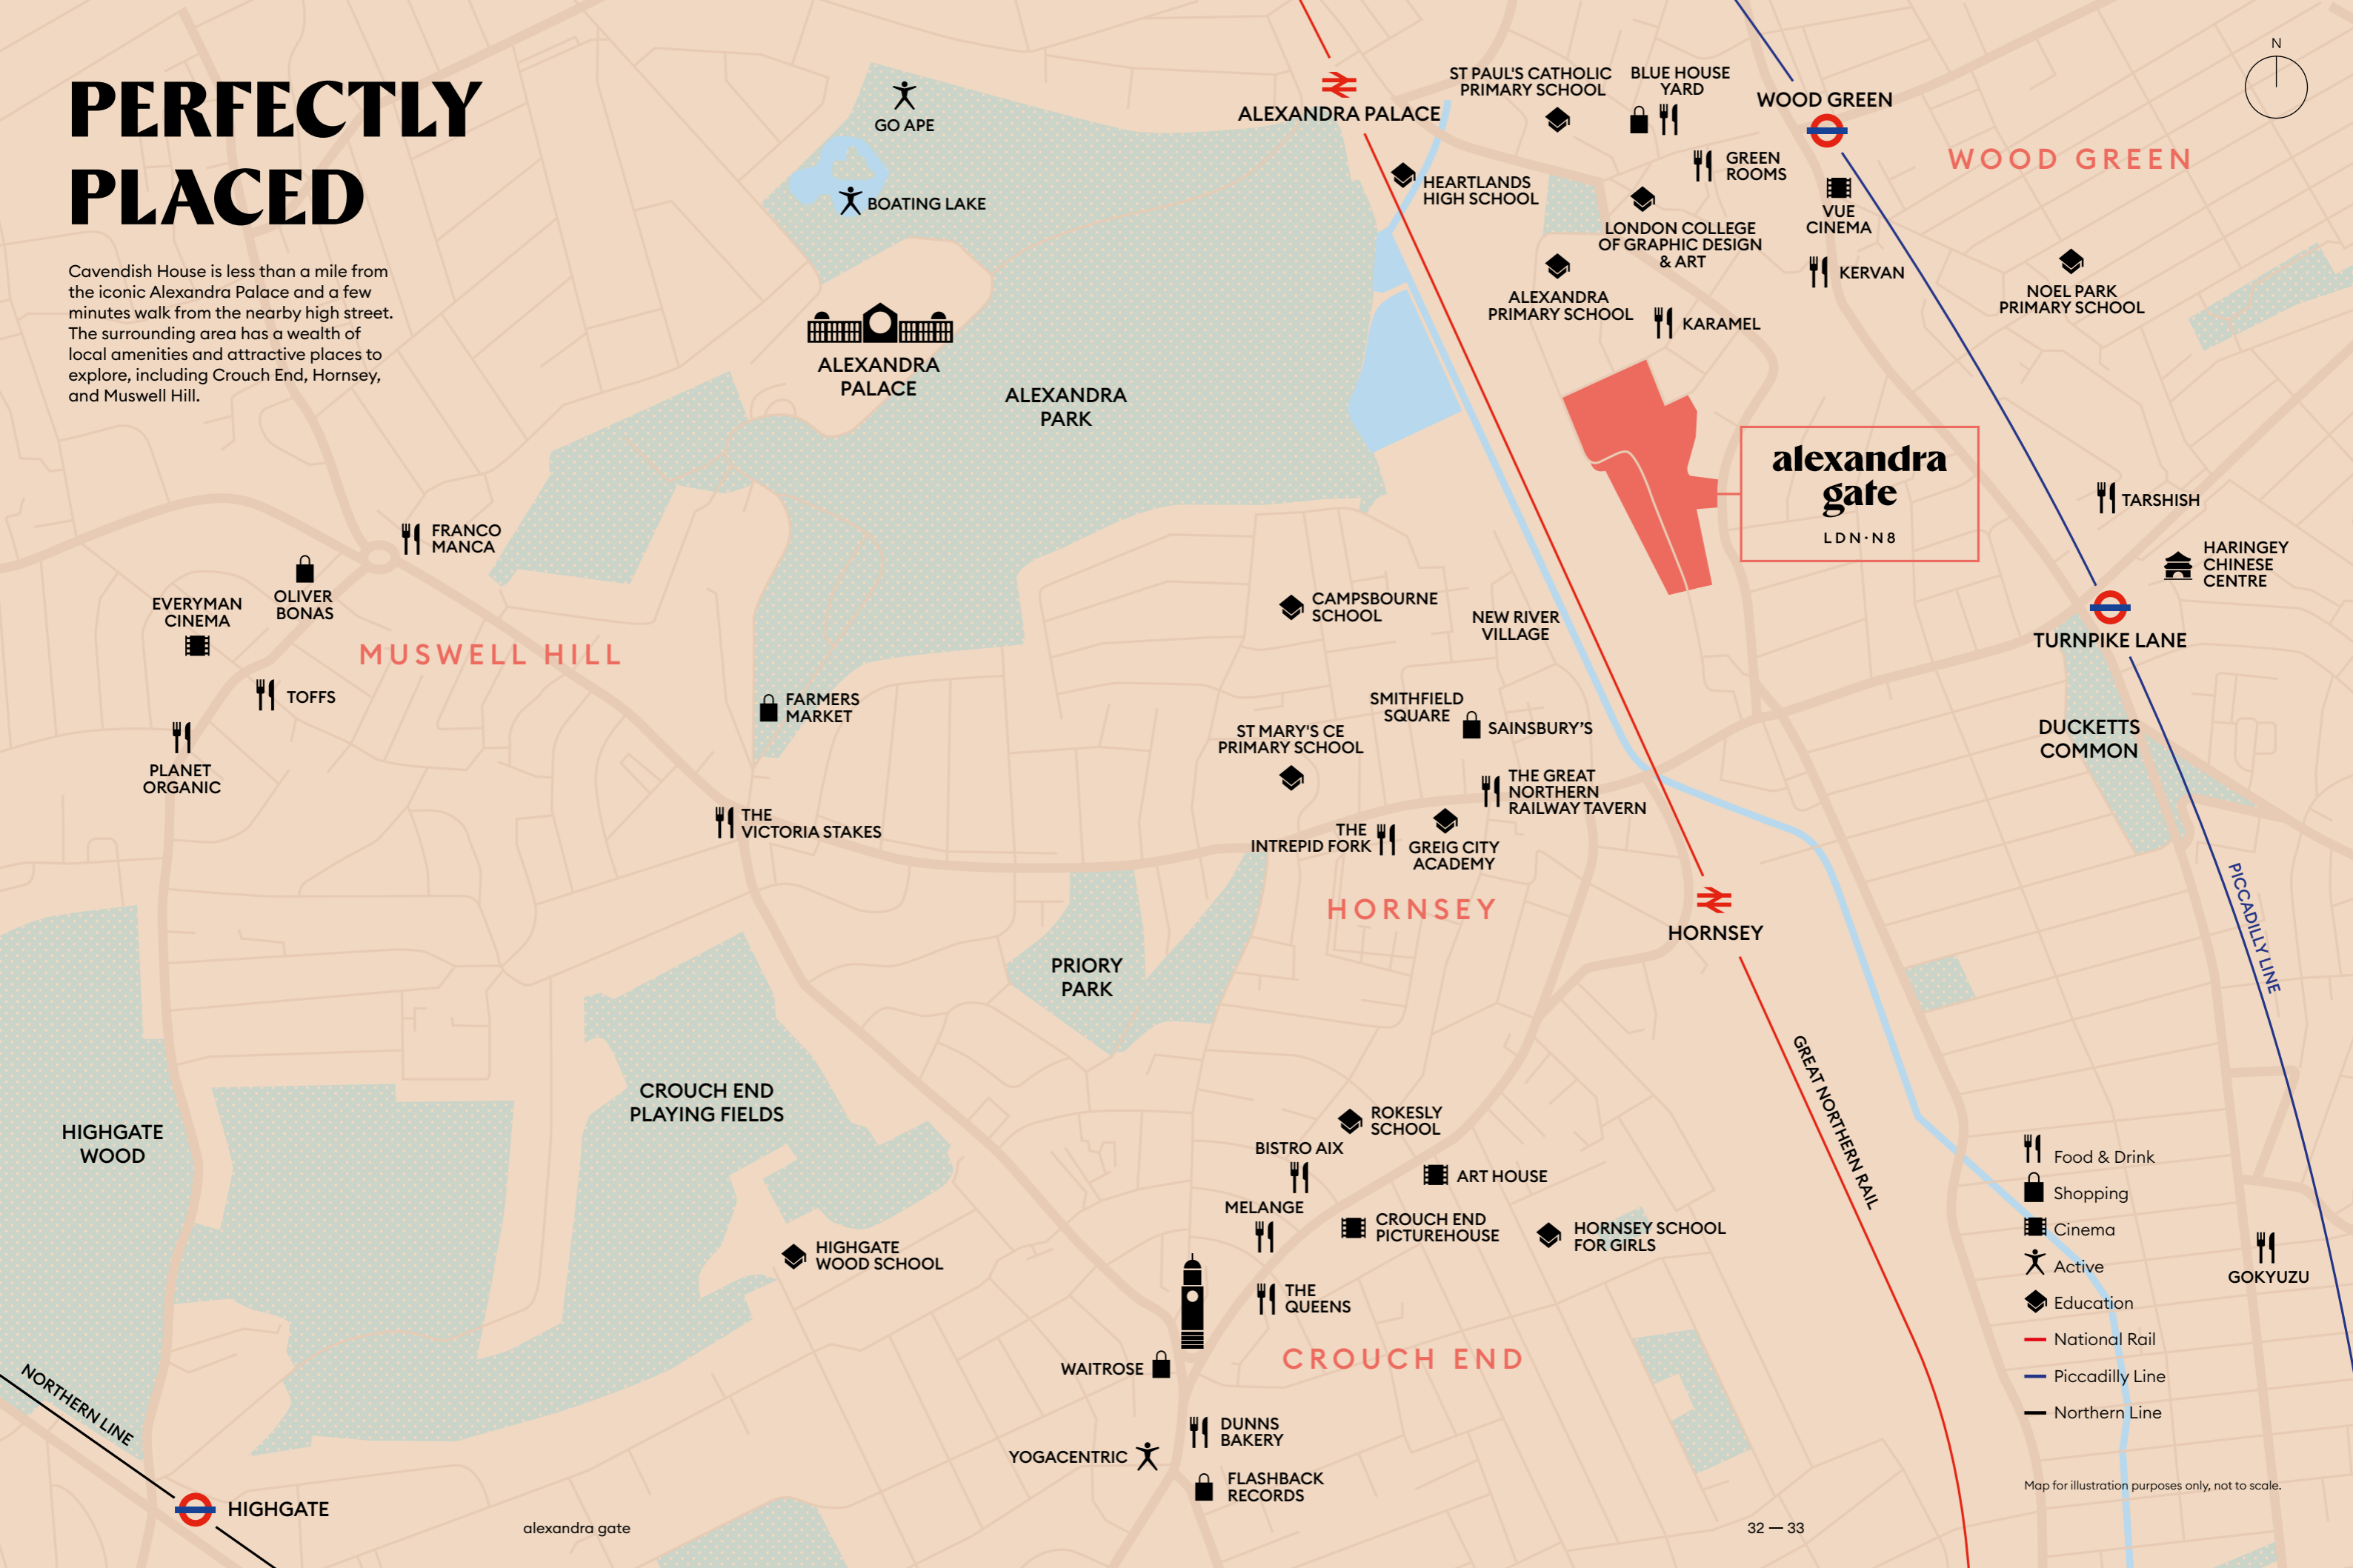 PERFECTLY
PLACED
Cavendish House is less than a mile from
the iconic Alexandra Palace and a few
minutes walk from the nearby high street.
The surrounding area has a wealth of
local amenities and attractive places to
explore, including Crouch End, Hornsey,
and Muswell Hill.
GO APE
BOATING LAKE
ALEXANDRA
PALACE
ALEXANDRA
PARK
ALEXANDRA PALACE
ST PAUL'S CATHOLIC
PRIMARY SCHOOL
BLUE HOUSE
YARD
WOOD GREEN
N
WOOD GREEN
HEARTLANDS
HIGH SCHOOL
GREEN
ROOMS
VUE
CINEMA
LONDON COLLEGE
OF GRAPHIC DESIGN
& ART
KERVAN
ALEXANDRA
PRIMARY SCHOOL
KARAMEL
NOEL PARK
PRIMARY SCHOOL
alexandra
gate
LDN·N8
TARSHISH
HARINGEY
CHINESE
CENTRE
TURNPIKE LANE
DUCKETTS
COMMON
PICCADILLY LINE
FRANCO
MANCA
OLIVER
BONAS
EVERYMAN
CINEMA
MUSWELL HILL
TOFFS
PLANET
ORGANIC
FARMERS
MARKET
THE
VICTORIA STAKES
CAMPSBOURNE
SCHOOL
NEW RIVER
VILLAGE
SMITHFIELD
SQUARE
SAINSBURY'S
ST MARY'S CE
PRIMARY SCHOOL
THE GREAT
NORTHERN
RAILWAY TAVERN
THE
INTREPID FORK
GREIG CITY
ACADEMY
HORNSEY
HORNSEY
PRIORY
PARK
GREAT NORTHERN RAIL
HIGHGATE
WOOD
CROUCH END
PLAYING FIELDS
HIGHGATE
WOOD SCHOOL
ROKESLY
SCHOOL
BISTRO AIX
ART HOUSE
MELANGE
CROUCH END
PICTUREHOUSE
HORNSEY SCHOOL
FOR GIRLS
THE
QUEENS
CROUCH END
WAITROSE
DUNNS
BAKERY
YOGACENTRIC
FLASHBACK
RECORDS
NORTHERN LINE
HIGHGATE
GOKYUZU
Food & Drink
Shopping
Cinema
Active
Education
National Rail
Piccadilly Line
Northern Line
Map for illustration purposes only, not to scale.
alexandra gate
32 — 33